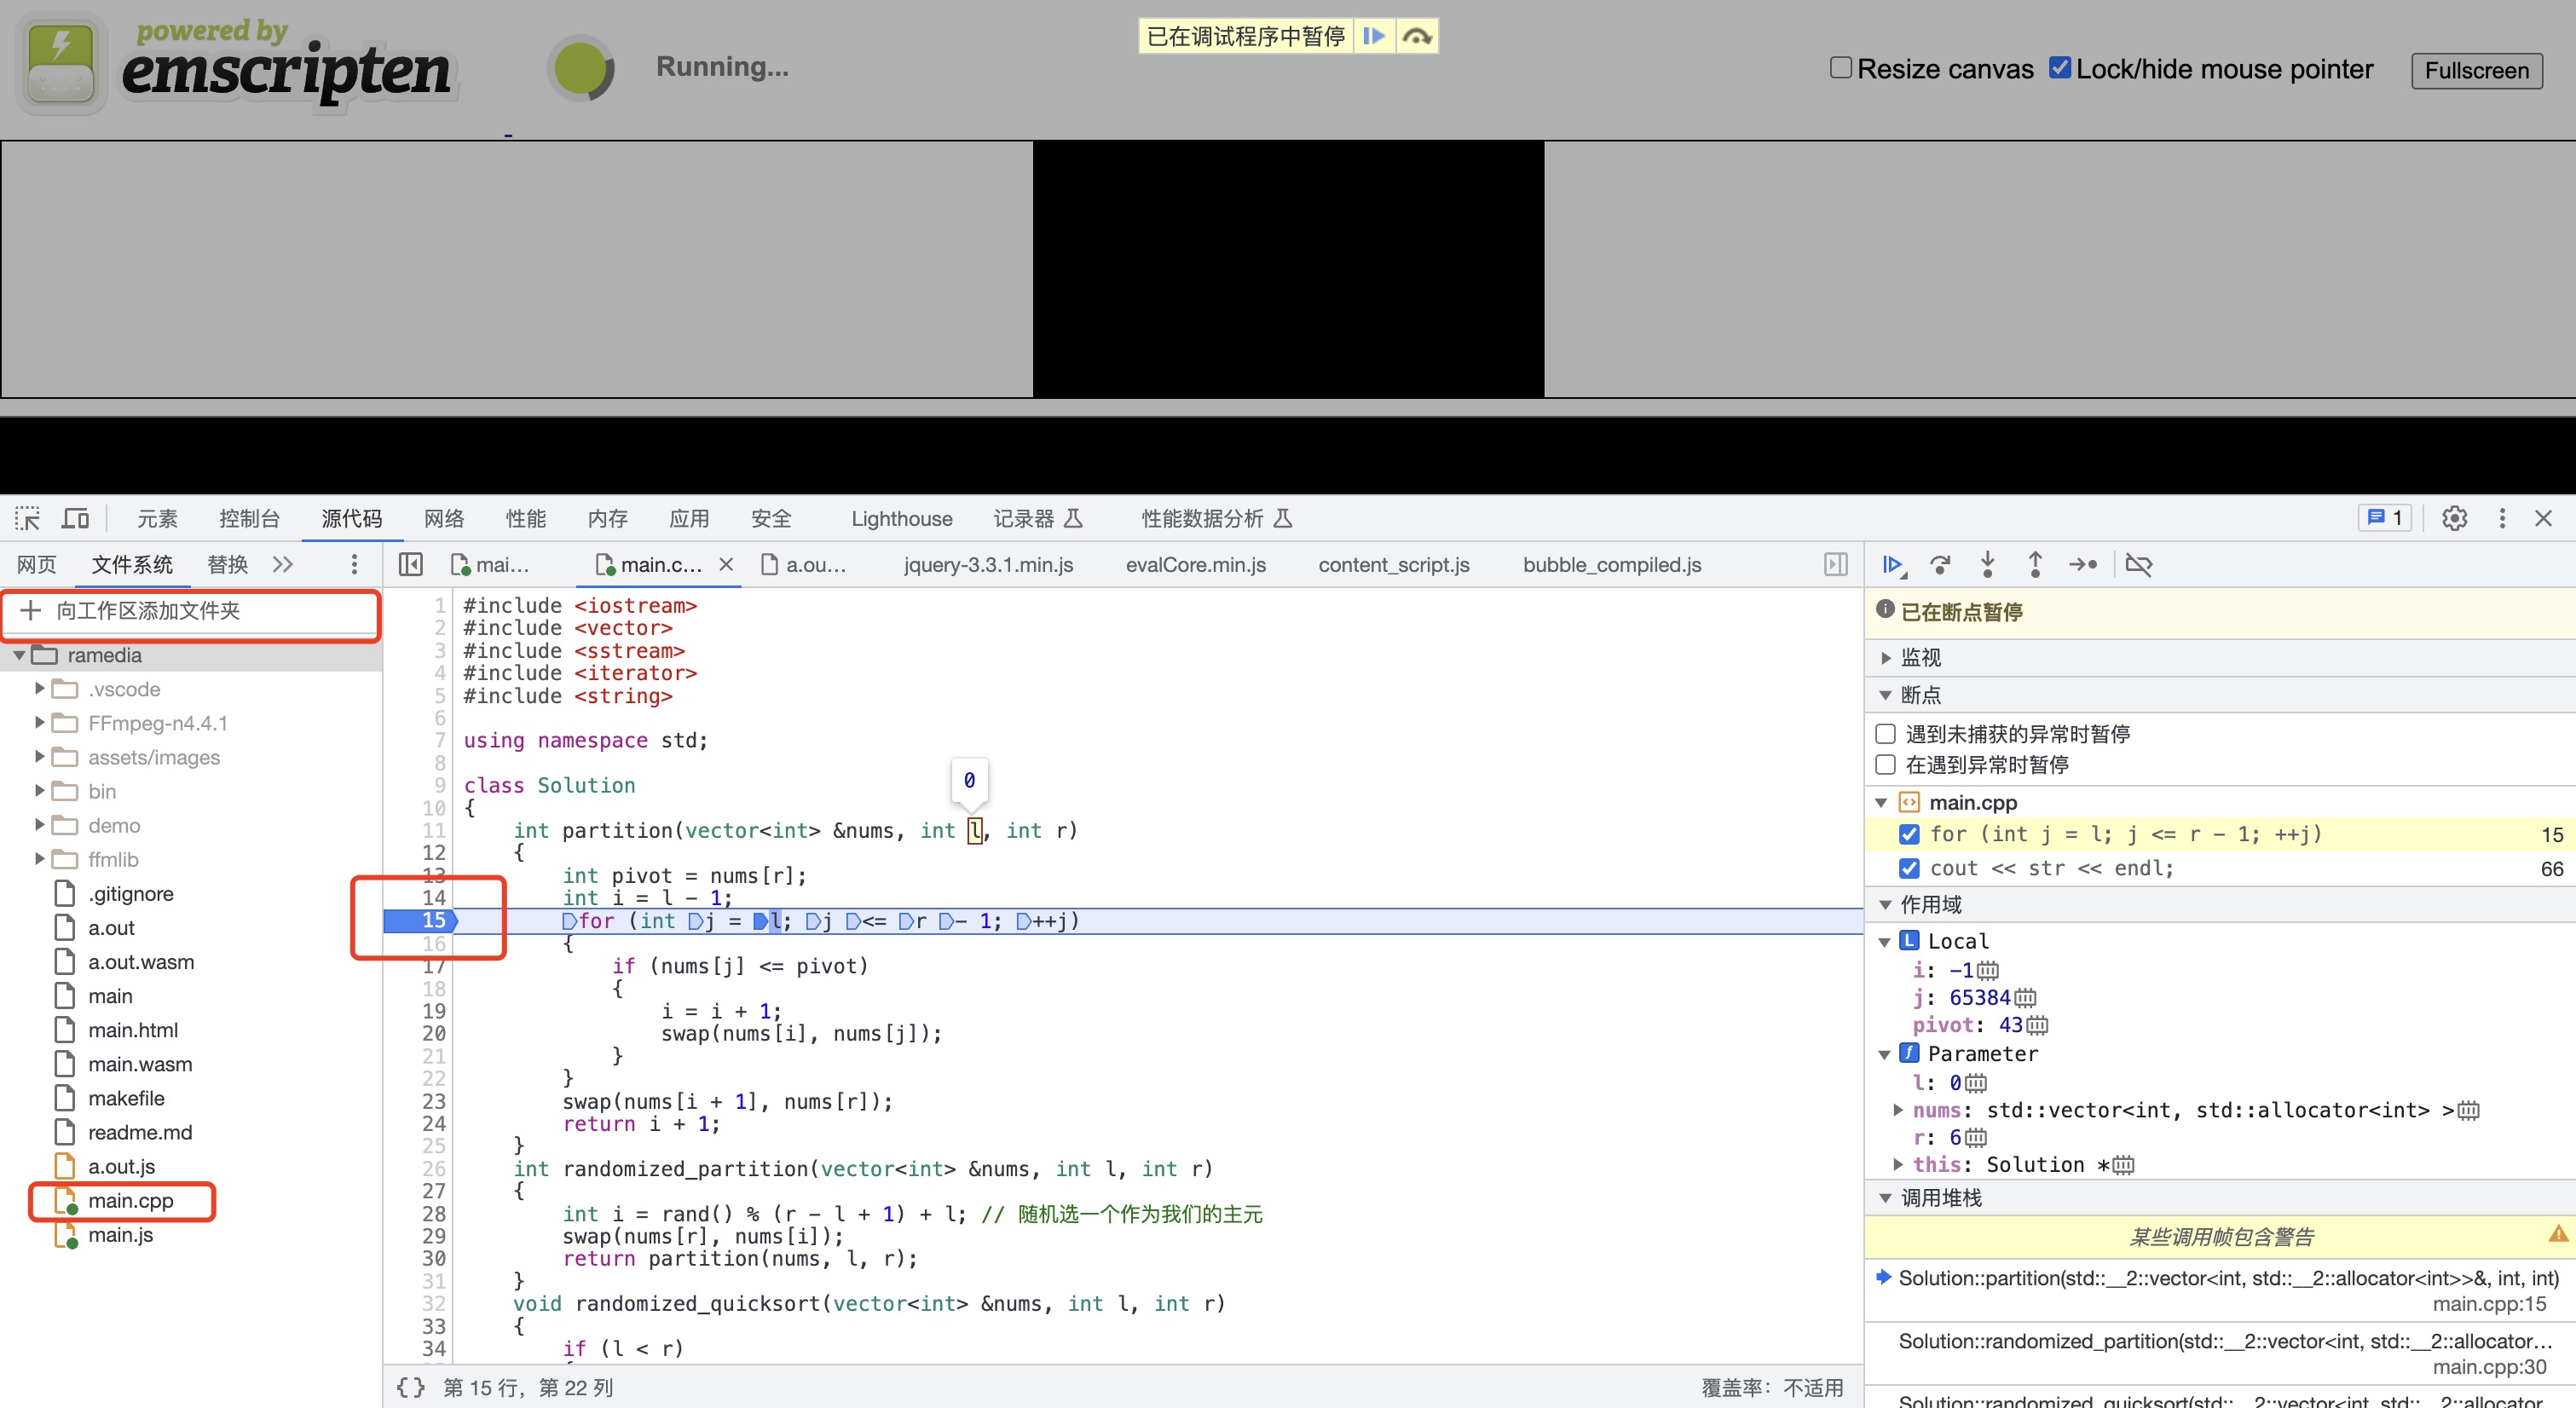 powered by
emscripten
Running...
已在调试程序中暂停
Resize canvas Lock/hide mouse pointer Fullscreen
元素 控制台 源代码 网络 性能 内存 应用 安全 Lighthouse 记录器 性能数据分析 1
网页 文件系统 替换
mai... main.c... a.ou... jquery-3.3.1.min.js evalCore.min.js content_script.js bubble_compiled.js
向工作区添加文件夹
ramedia
.vscode
FFmpeg-n4.4.1
assets/images
bin
demo
ffmlib
.gitignore
a.out
a.out.wasm
main
main.html
main.wasm
makefile
readme.md
a.out.js
main.cpp
main.js
1 #include <iostream>
2 #include <vector>
3 #include <sstream>
4 #include <iterator>
5 #include <string>
6
7 using namespace std;
8
9 class Solution
0
10 {
11 int partition(vector<int> &nums, int l, int r)
12 {
13 int pivot = nums[r];
14 int i = l - 1;
15 for (int j = l; j <= r - 1; ++j)
16 {
17 if (nums[j] <= pivot)
18 {
19 i = i + 1;
20 swap(nums[i], nums[j]);
21 }
22 }
23 swap(nums[i + 1], nums[r]);
24 return i + 1;
25 }
26 int randomized_partition(vector<int> &nums, int l, int r)
27 {
28 int i = rand() % (r - l + 1) + l; // 随机选一个作为我们的主元
29 swap(nums[r], nums[i]);
30 return partition(nums, l, r);
31 }
32 void randomized_quicksort(vector<int> &nums, int l, int r)
33 {
34 if (l < r)
{} 第 15 行，第 22 列
覆盖率：不适用
已在断点暂停
监视
断点
遇到未捕获的异常时暂停
在遇到异常时暂停
main.cpp
for (int j = l; j <= r - 1; ++j) 15
cout << str << endl; 66
作用域
L Local
i: -1
j: 65384
pivot: 43
f Parameter
l: 0
nums: std::vector<int, std::allocator<int> >
r: 6
this: Solution *
调用堆栈
某些调用帧包含警告
Solution::partition(std::__2::vector<int, std::__2::allocator<int>>&, int, int)
main.cpp:15
Solution::randomized_partition(std::__2::vector<int, std::__2::allocator...
main.cpp:30
Solution::randomized_quicksort(std::__2::vector<int, std::__2::allocator...